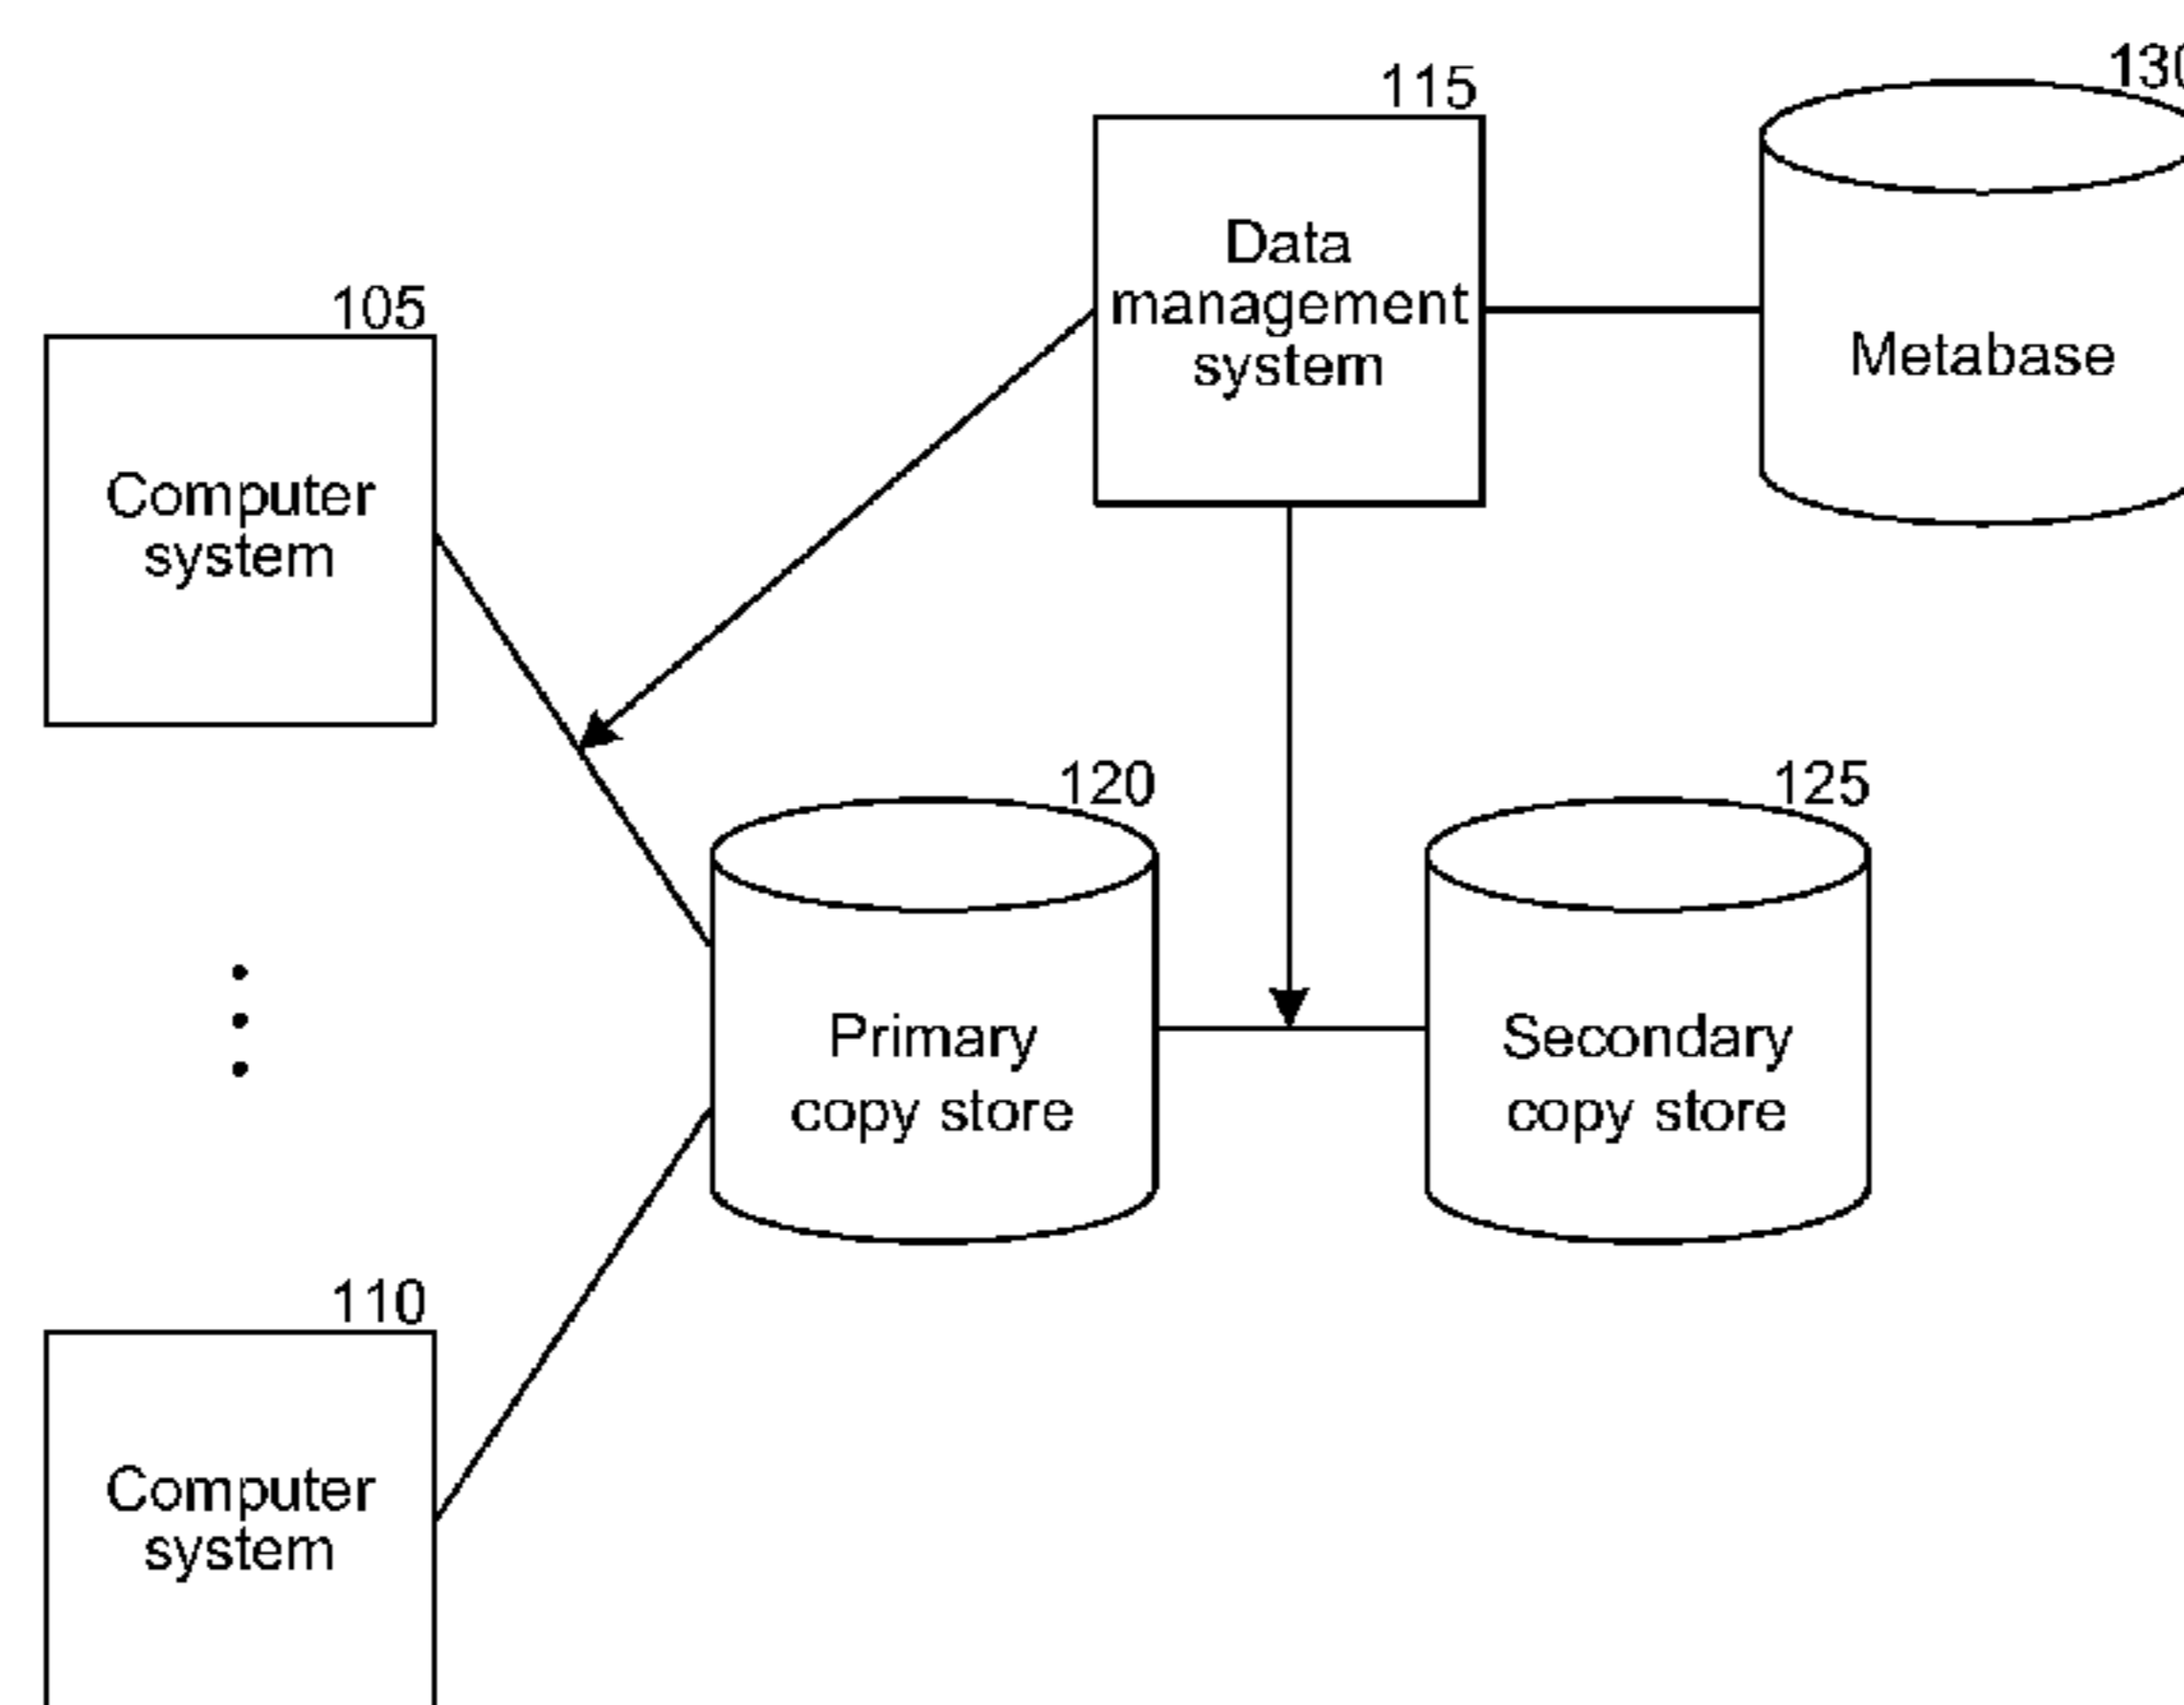 115
130
Data
management
system
Metabase
105
Computer
system
120
125
Primary
copy store
Secondary
copy store
110
Computer
system